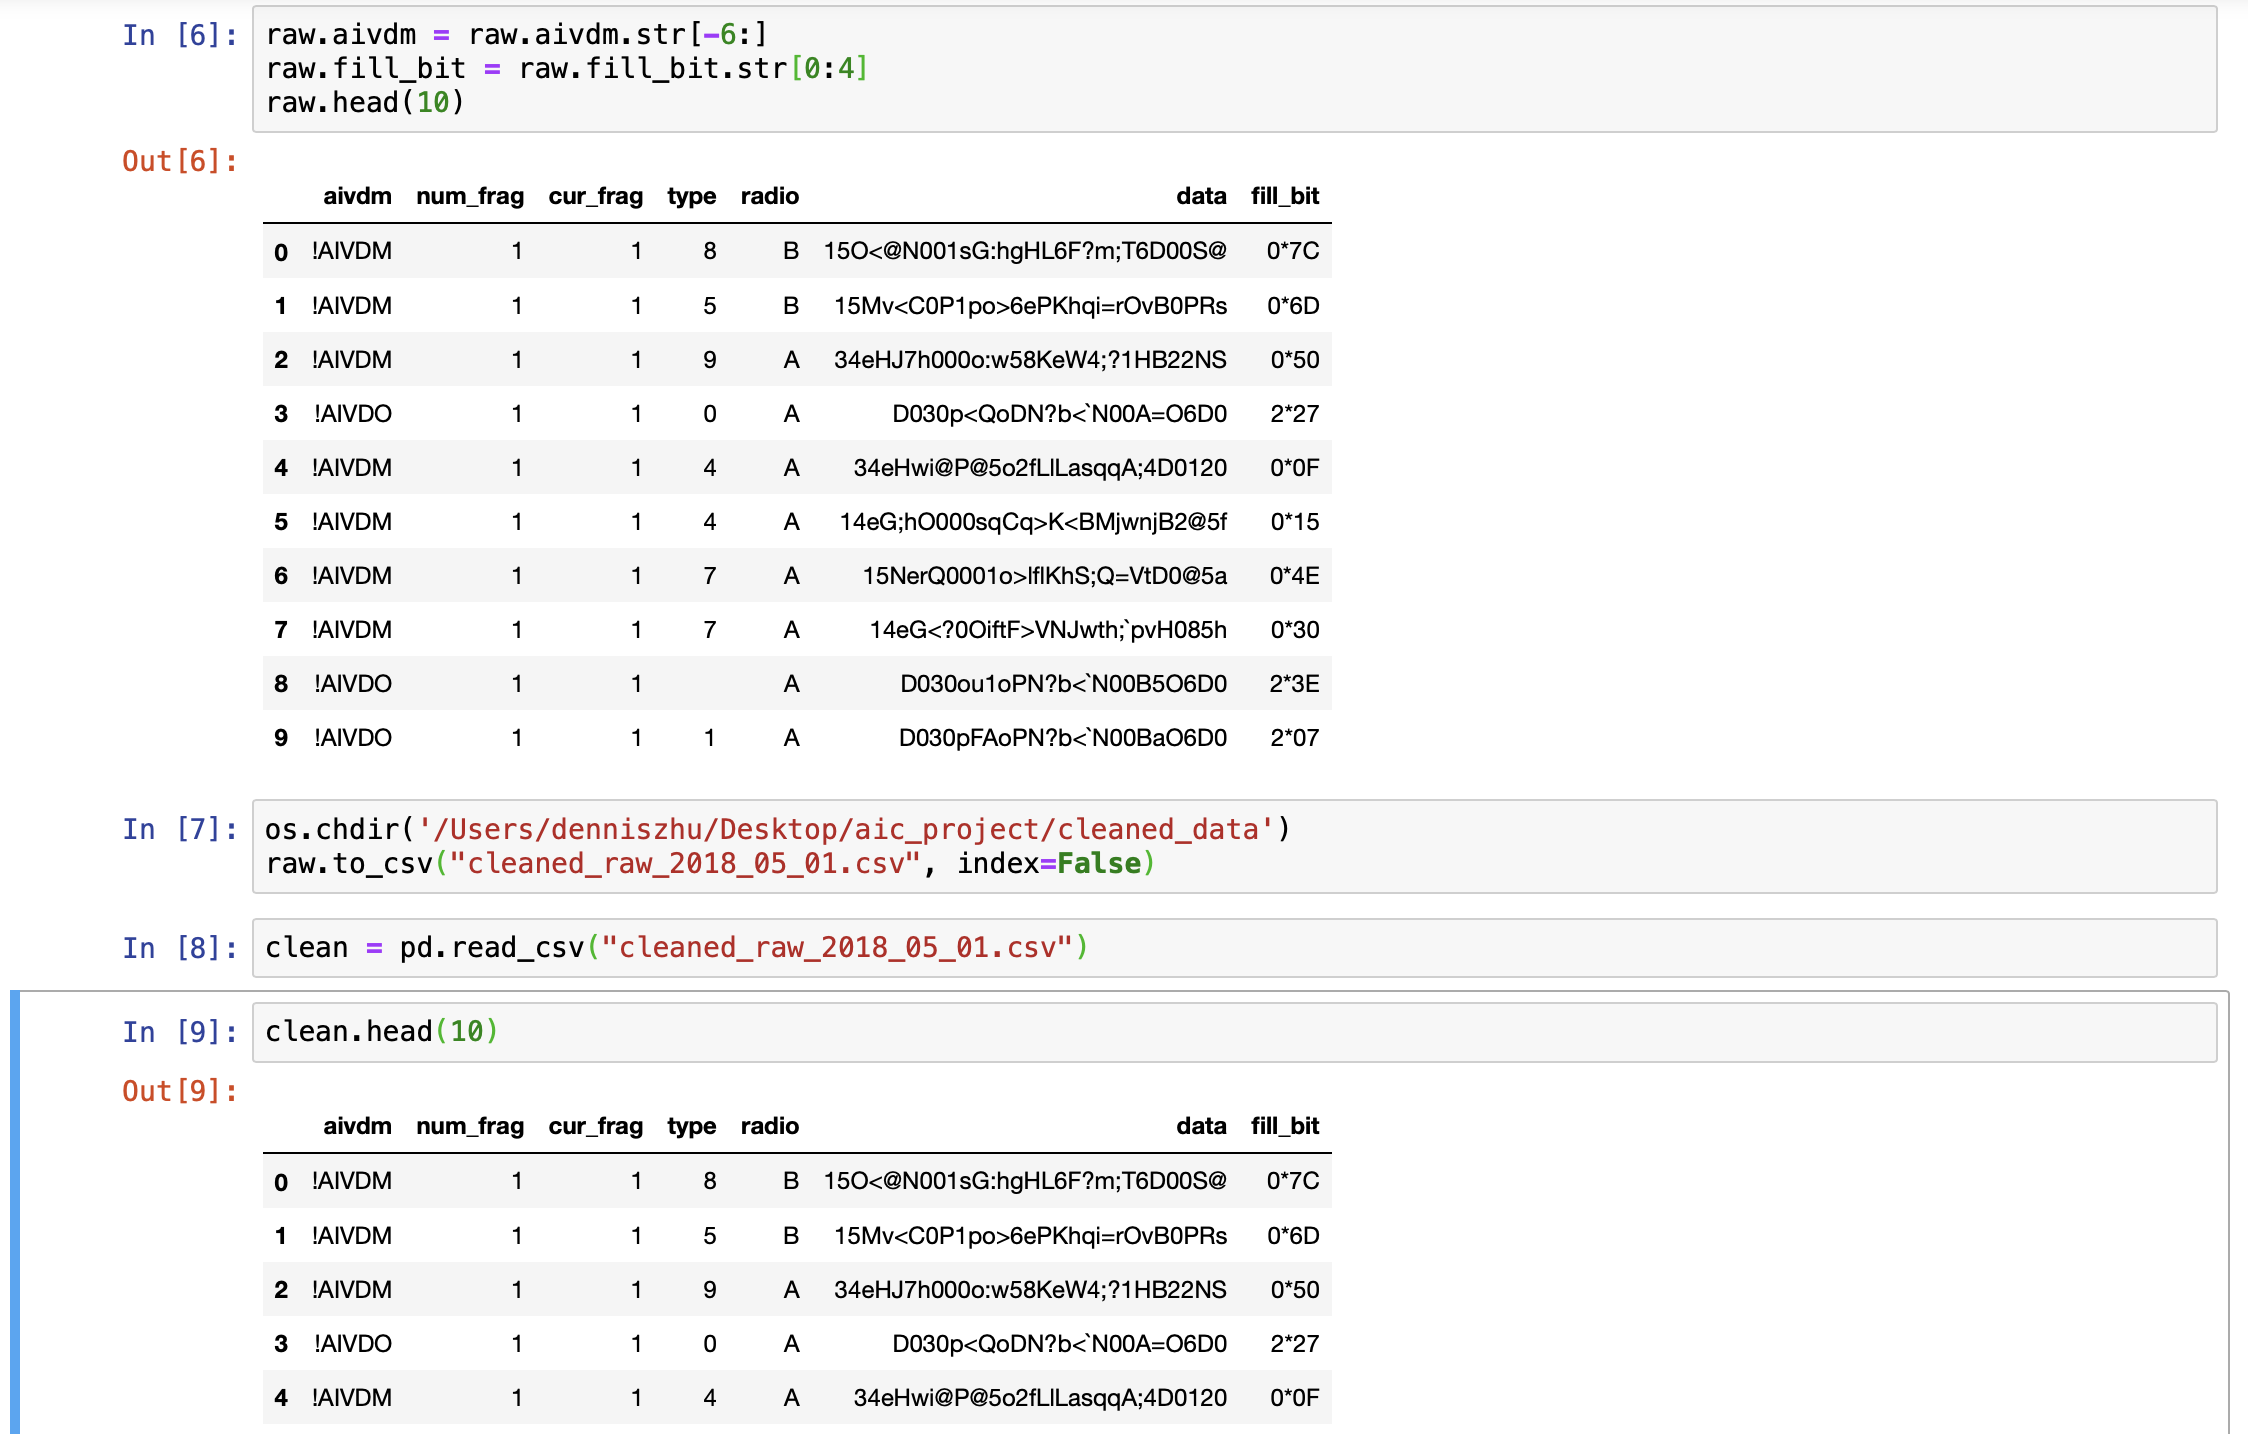 In [6]: raw.aivdm = raw.aivdm.str[-6:]
raw.fill_bit = raw.fill_bit.str[0:4]
raw.head(10)
Out[6]:
aivdm num_frag cur_frag type radio data fill_bit
0 !AIVDM 1 1 8 B 15O<@N001sG:hgHL6F?m;T6D00S@ 0*7C
1 !AIVDM 1 1 5 B 15Mv<C0P1po>6ePKhqi=rOvB0PRs 0*6D
2 !AIVDM 1 1 9 A 34eHJ7h000o:w58KeW4;?1HB22NS 0*50
3 !AIVDO 1 1 0 A D030p<QoDN?b<`N00A=O6D0 2*27
4 !AIVDM 1 1 4 A 34eHwi@P@5o2fLlLasqqA;4D0120 0*0F
5 !AIVDM 1 1 4 A 14eG;hO000sqCq>K<BMjwnjB2@5f 0*15
6 !AIVDM 1 1 7 A 15NerQ0001o>lflKhS;Q=VtD0@5a 0*4E
7 !AIVDM 1 1 7 A 14eG<?0OiftF>VNJwth;`pvH085h 0*30
8 !AIVDO 1 1 A D030ou1oPN?b<`N00B5O6D0 2*3E
9 !AIVDO 1 1 1 A D030pFAoPN?b<`N00BaO6D0 2*07
In [7]: os.chdir('/Users/denniszhu/Desktop/aic_project/cleaned_data')
raw.to_csv("cleaned_raw_2018_05_01.csv", index=False)
In [8]: clean = pd.read_csv("cleaned_raw_2018_05_01.csv")
In [9]: clean.head(10)
Out[9]:
aivdm num_frag cur_frag type radio data fill_bit
0 !AIVDM 1 1 8 B 15O<@N001sG:hgHL6F?m;T6D00S@ 0*7C
1 !AIVDM 1 1 5 B 15Mv<C0P1po>6ePKhqi=rOvB0PRs 0*6D
2 !AIVDM 1 1 9 A 34eHJ7h000o:w58KeW4;?1HB22NS 0*50
3 !AIVDO 1 1 0 A D030p<QoDN?b<`N00A=O6D0 2*27
4 !AIVDM 1 1 4 A 34eHwi@P@5o2fLlLasqqA;4D0120 0*0F